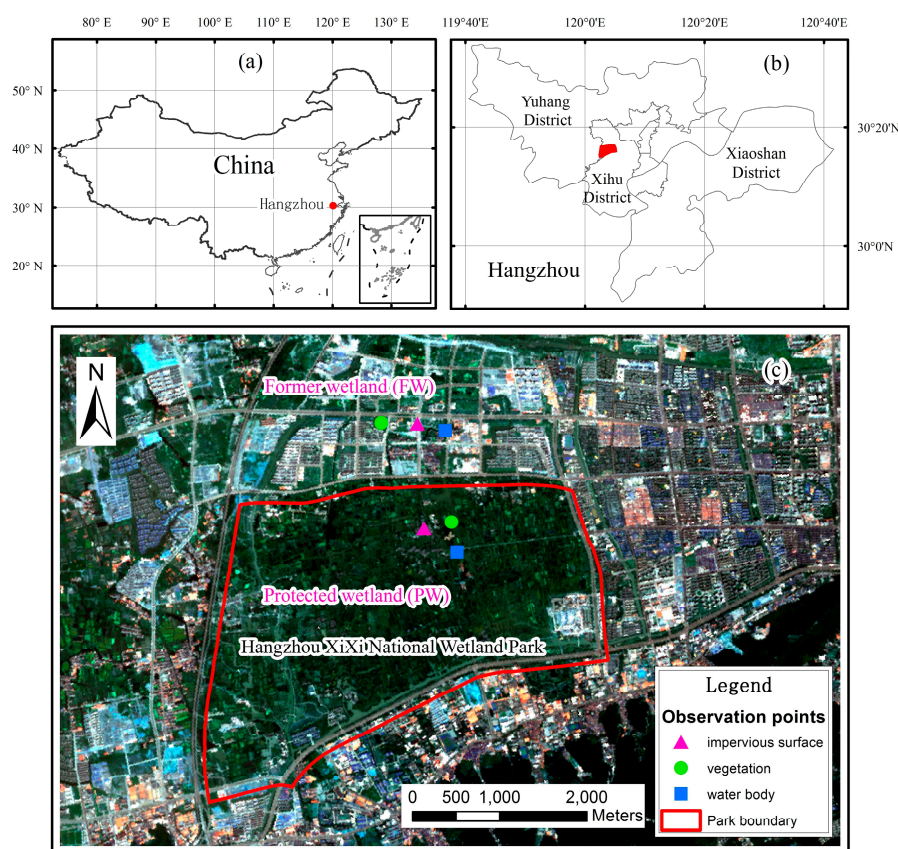 80° E 90° E 100° E 110° E 120° E 130° E
(a)
50° N
40° N
30° N
20° N
China
Hangzhou
119°40'E 120°0'E 120°20'E 120°40'E
(b)
Yuhang
District
30°20'N
Xiaoshan
District
Xihu
District
30°0'N
Hangzhou
(c)
N
Former wetland (FW)
Protected wetland (PW)
Hangzhou XiXi National Wetland Park
Legend
Observation points
impervious surface
vegetation
water body
Park boundary
0 500 1,000 2,000
Meters